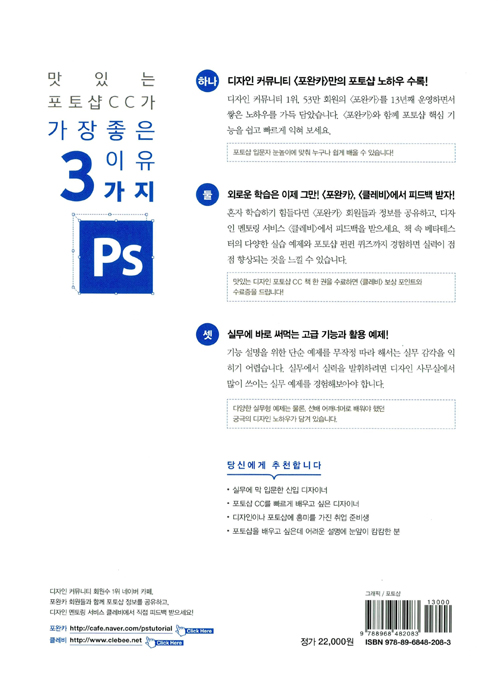 맛 있 는
포토샵CC가
가장좋은
3 이유
가지
Ps
하나
디자인 커뮤니티 〈포완카〉만의 포토샵 노하우 수록!
디자인 커뮤니티 1위, 53만 회원의 〈포완카〉를 13년째 운영하면서
쌓은 노하우를 가득 담았습니다. 〈포완카〉와 함께 포토샵 핵심 기
능을 쉽고 빠르게 익혀 보세요.
포토샵 입문자 눈높이에 맞춰 누구나 쉽게 배울 수 있습니다!
둘
외로운 학습은 이제 그만! 〈포완카〉, 〈클레비〉에서 피드백 받자!
혼자 학습하기 힘들다면 〈포완카〉 회원들과 정보를 공유하고, 디자
인 멘토링 서비스 〈클레비〉에서 피드백을 받으세요. 책 속 베타테스
터의 다양한 실습 예제와 포토샵 펀펀 퀴즈까지 경험하면 실력이 점
점 향상되는 것을 느낄 수 있습니다.
맛있는 디자인 포토샵 CC 책 한 권을 수료하면 〈클레비〉 보상 포인트와
수료증을 드립니다!
셋
실무에 바로 써먹는 고급 기능과 활용 예제!
기능 설명을 위한 단순 예제를 무작정 따라 해서는 실무 감각을 익
히기 어렵습니다. 실무에서 실력을 발휘하려면 디자인 사무실에서
많이 쓰이는 실무 예제를 경험해보아야 합니다.
다양한 실무형 예제는 물론, 선배 어깨너머로 배워야 했던
궁극의 디자인 노하우가 담겨 있습니다.
당신에게 추천합니다
• 실무에 막 입문한 신입 디자이너
• 포토샵 CC를 빠르게 배우고 싶은 디자이너
• 디자인이나 포토샵에 흥미를 가진 취업 준비생
• 포토샵을 배우고 싶은데 어려운 설명에 눈앞이 캄캄한 분
디자인 커뮤니티 회원수 1위 네이버 카페,
포완카 회원들과 함께 포토샵 정보를 공유하고,
디자인 멘토링 서비스 클레비에서 직접 피드백 받으세요!
포완카 http://cafe.naver.com/pstutorial Click Here
클레비 http://www.clebee.net Click Here
정가 22,000원
그래픽 / 포토샵
13000
9 788968 482083
ISBN 978-89-6848-208-3